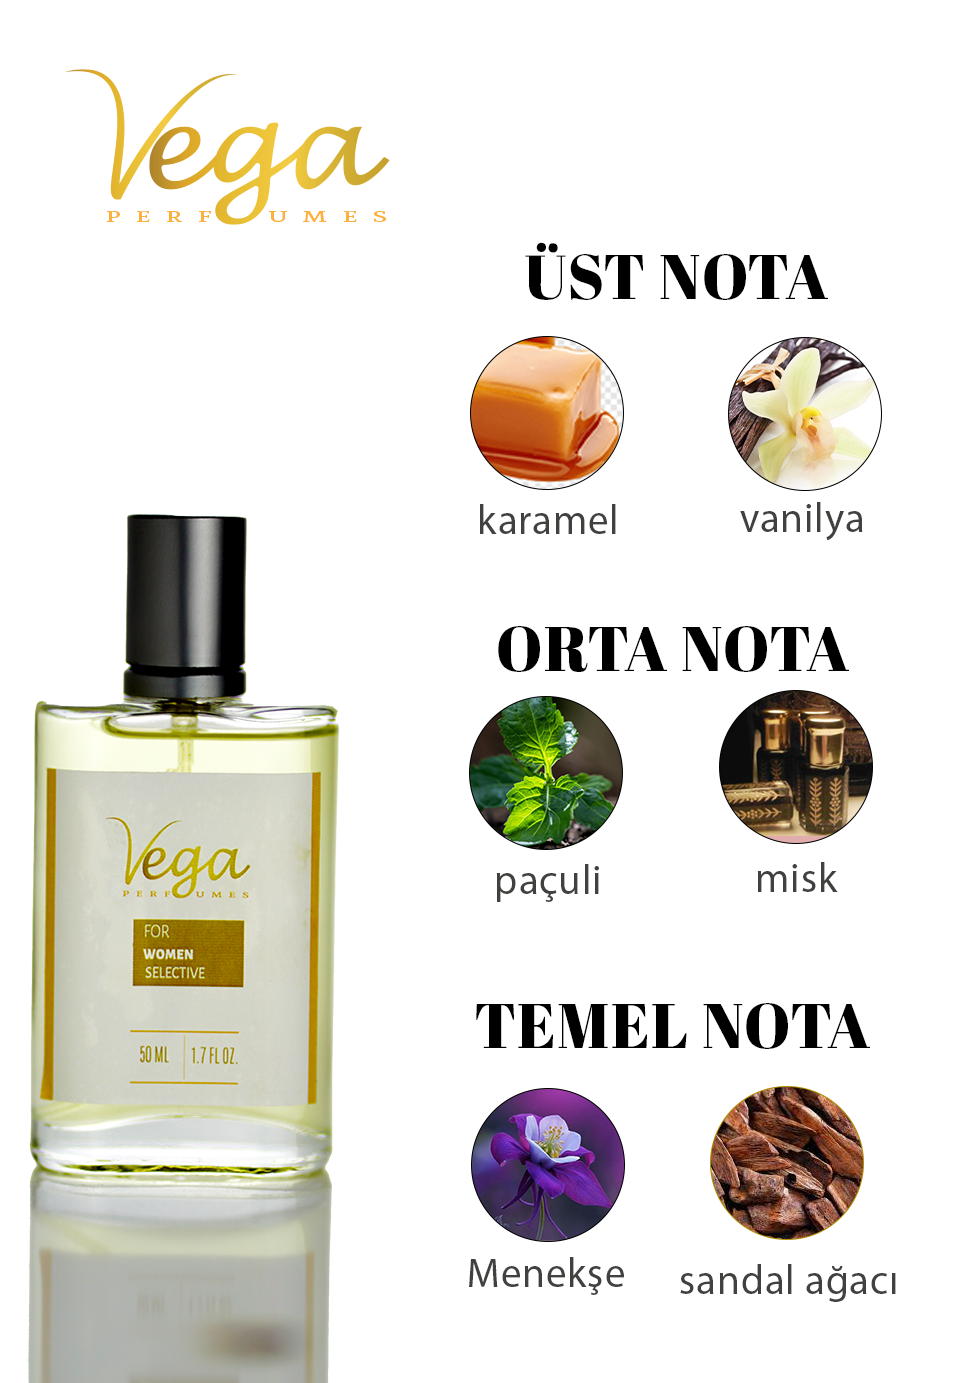 Vega
PERFUMES
ÜST NOTA
karamel vanilya
ORTA NOTA
paçuli misk
TEMEL NOTA
Menekşe sandal ağacı
Vega
PERFUMES
FOR
WOMEN
SELECTIVE
50 ML 1.7 FL OZ.